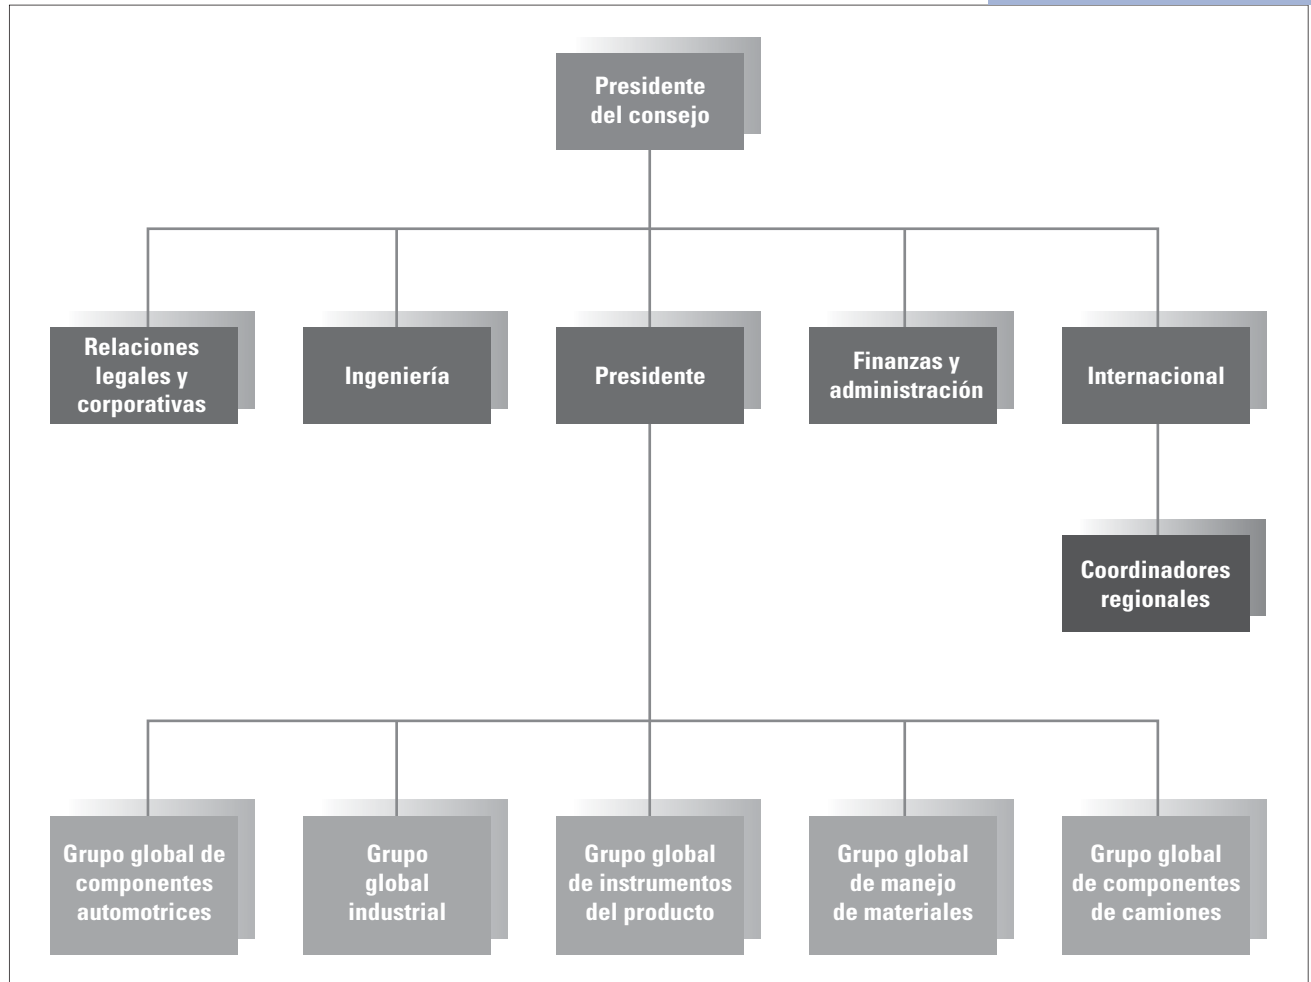 Presidente
del consejo
Relaciones
legales y
corporativas
Ingeniería
Presidente
Finanzas y
administración
Internacional
Coordinadores
regionales
Grupo global de
componentes
automotrices
Grupo
global
industrial
Grupo global
de instrumentos
del producto
Grupo global
de manejo
de materiales
Grupo global
de componentes
de camiones